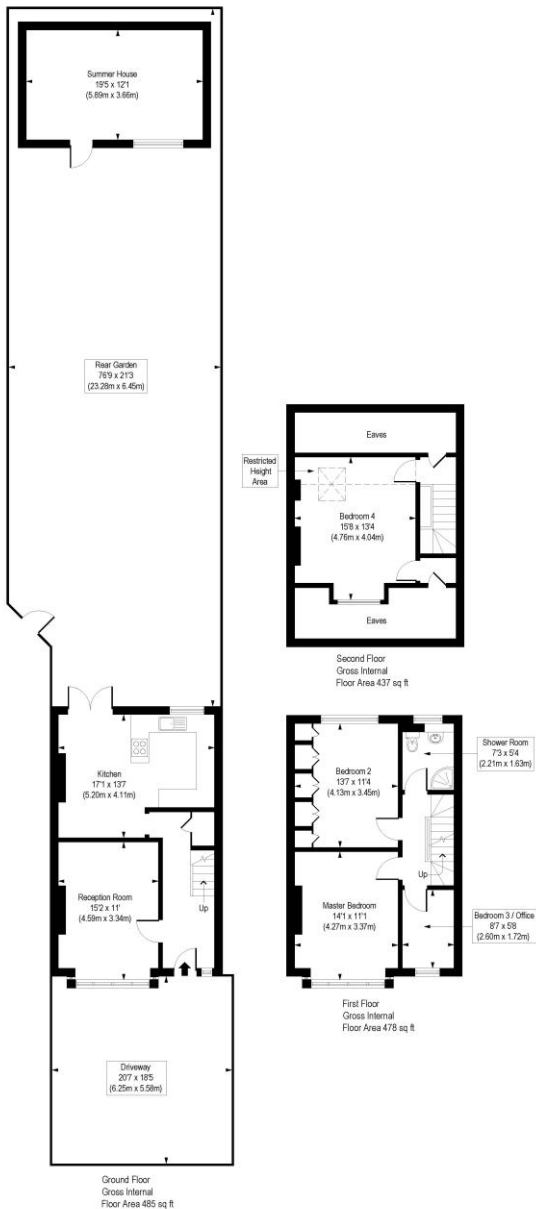 Summer House
19'5 x 12'1
(5.89m x 3.66m)
Rear Garden
76'9 x 21'3
(23.28m x 6.45m)
Kitchen
17'1 x 13'7
(5.20m x 4.11m)
Reception Room
15'2 x 11'
(4.59m x 3.34m)
Up
Driveway
20'7 x 18'5
(6.25m x 5.58m)
Ground Floor
Gross Internal
Floor Area 485 sq ft
Eaves
Restricted
Height
Area
Bedroom 4
15'8 x 13'4
(4.76m x 4.04m)
Eaves
Second Floor
Gross Internal
Floor Area 437 sq ft
Bedroom 2
13'7 x 11'4
(4.13m x 3.45m)
Shower Room
7'3 x 5'4
(2.21m x 1.63m)
Up
Master Bedroom
14'1 x 11'1
(4.27m x 3.37m)
Bedroom 3 / Office
8'7 x 5'8
(2.60m x 1.72m)
First Floor
Gross Internal
Floor Area 478 sq ft